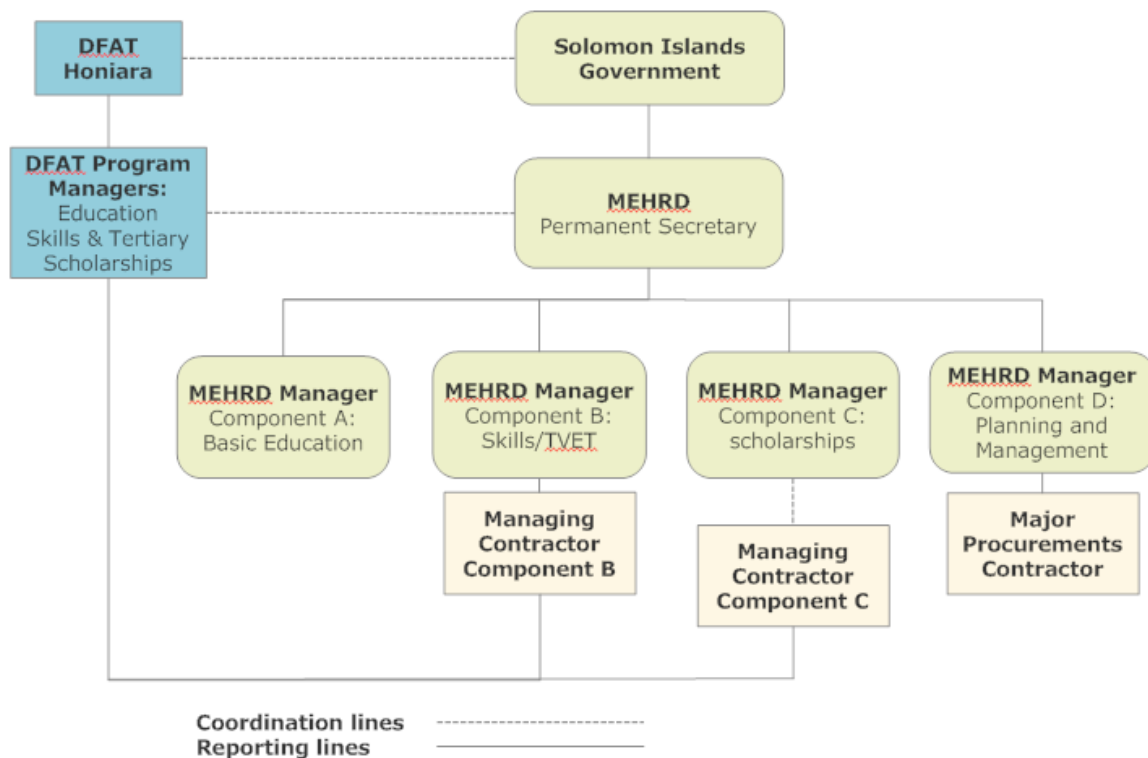 DFAT
Honiara
Solomon Islands
Government
DFAT Program
Managers:
Education
Skills & Tertiary
Scholarships
MEHRD
Permanent Secretary
MEHRD Manager
Component A:
Basic Education
MEHRD Manager
Component B:
Skills/TVET
MEHRD Manager
Component C:
scholarships
MEHRD Manager
Component D:
Planning and
Management
Managing
Contractor
Component B
Managing
Contractor
Component C
Major
Procurements
Contractor
Coordination lines
Reporting lines